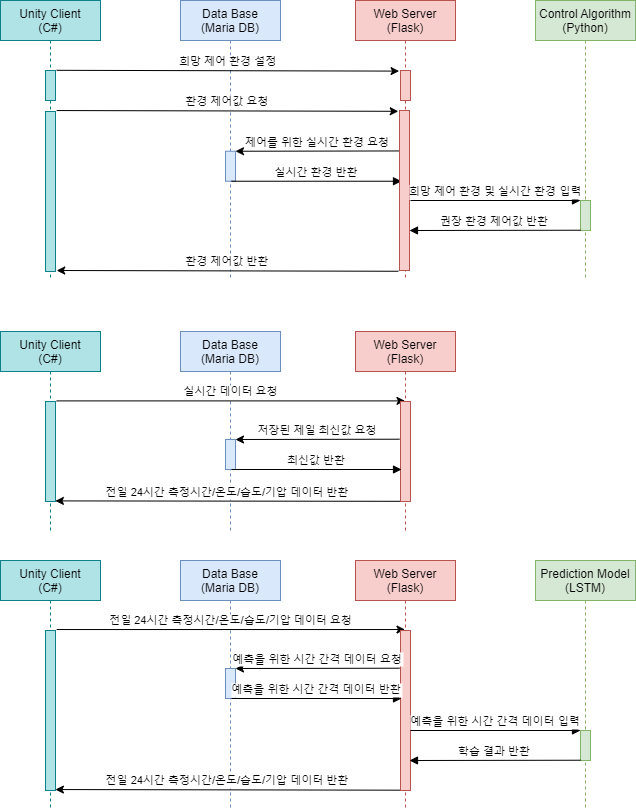 Unity Client
(C#)
Data Base
(Maria DB)
Web Server
(Flask)
Control Algorithm
(Python)
희망 제어 환경 설정
환경 제어값 요청
제어를 위한 실시간 환경 요청
실시간 환경 반환
희망 제어 환경 및 실시간 환경 입력
권장 환경 제어값 반환
환경 제어값 반환
Unity Client
(C#)
Data Base
(Maria DB)
Web Server
(Flask)
실시간 데이터 요청
저장된 제일 최신값 요청
최신값 반환
전일 24시간 측정시간/온도/습도/기압 데이터 반환
Unity Client
(C#)
Data Base
(Maria DB)
Web Server
(Flask)
Prediction Model
(LSTM)
전일 24시간 측정시간/온도/습도/기압 데이터 요청
예측을 위한 시간 간격 데이터 요청
예측을 위한 시간 간격 데이터 반환
예측을 위한 시간 간격 데이터 입력
학습 결과 반환
전일 24시간 측정시간/온도/습도/기압 데이터 반환